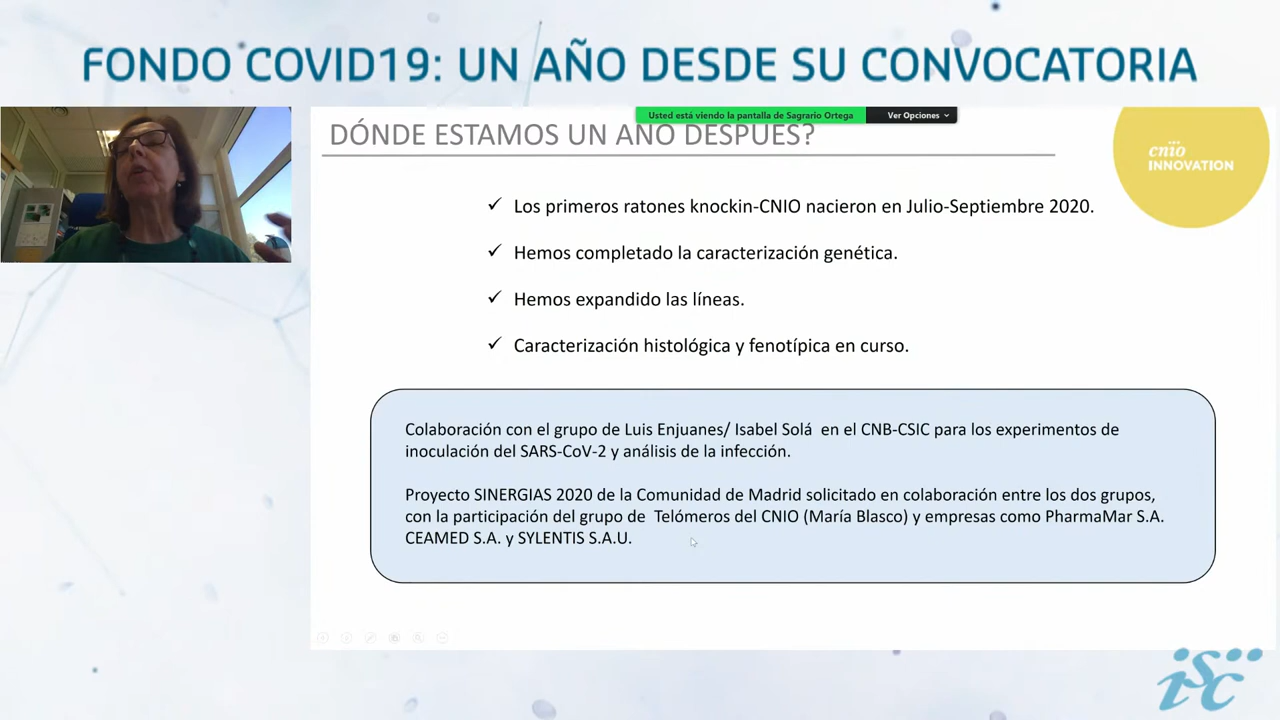 FONDO COVID19: UN AÑO DESDE SU CONVOCATORIA
Usted está viendo la pantalla de Sagrario Ortega
Ver Opciones
DÓNDE ESTAMOS UN AÑO DESPUÉS?
cnio
INNOVATION
✓ Los primeros ratones knockin-CNIO nacieron en Julio-Septiembre 2020.
✓ Hemos completado la caracterización genética.
✓ Hemos expandido las líneas.
✓ Caracterización histológica y fenotípica en curso.
Colaboración con el grupo de Luis Enjuanes/ Isabel Solá en el CNB-CSIC para los experimentos de
inoculación del SARS-CoV-2 y análisis de la infección.
Proyecto SINERGIAS 2020 de la Comunidad de Madrid solicitado en colaboración entre los dos grupos,
con la participación del grupo de Telómeros del CNIO (María Blasco) y empresas como PharmaMar S.A.
CEAMED S.A. y SYLENTIS S.A.U.
isc